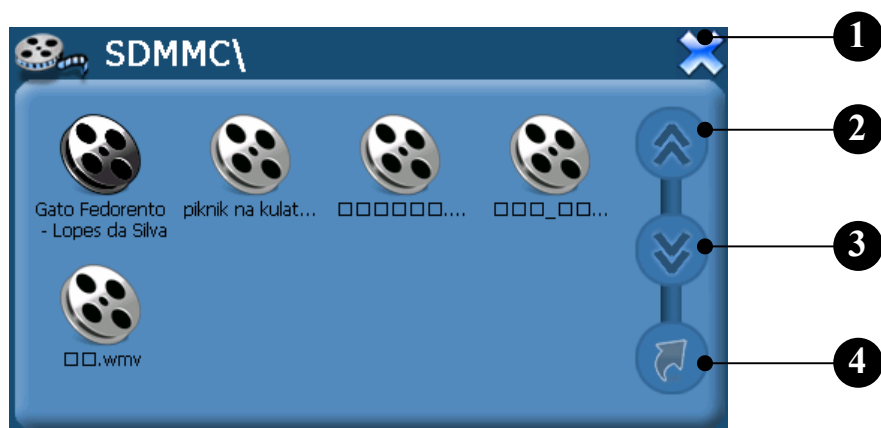 SDMMC\
1
2
Gato Fedorento
- Lopes da Silva
piknik na kulat...
□□□□□□....
□□□_□□...
3
□□.wmv
4